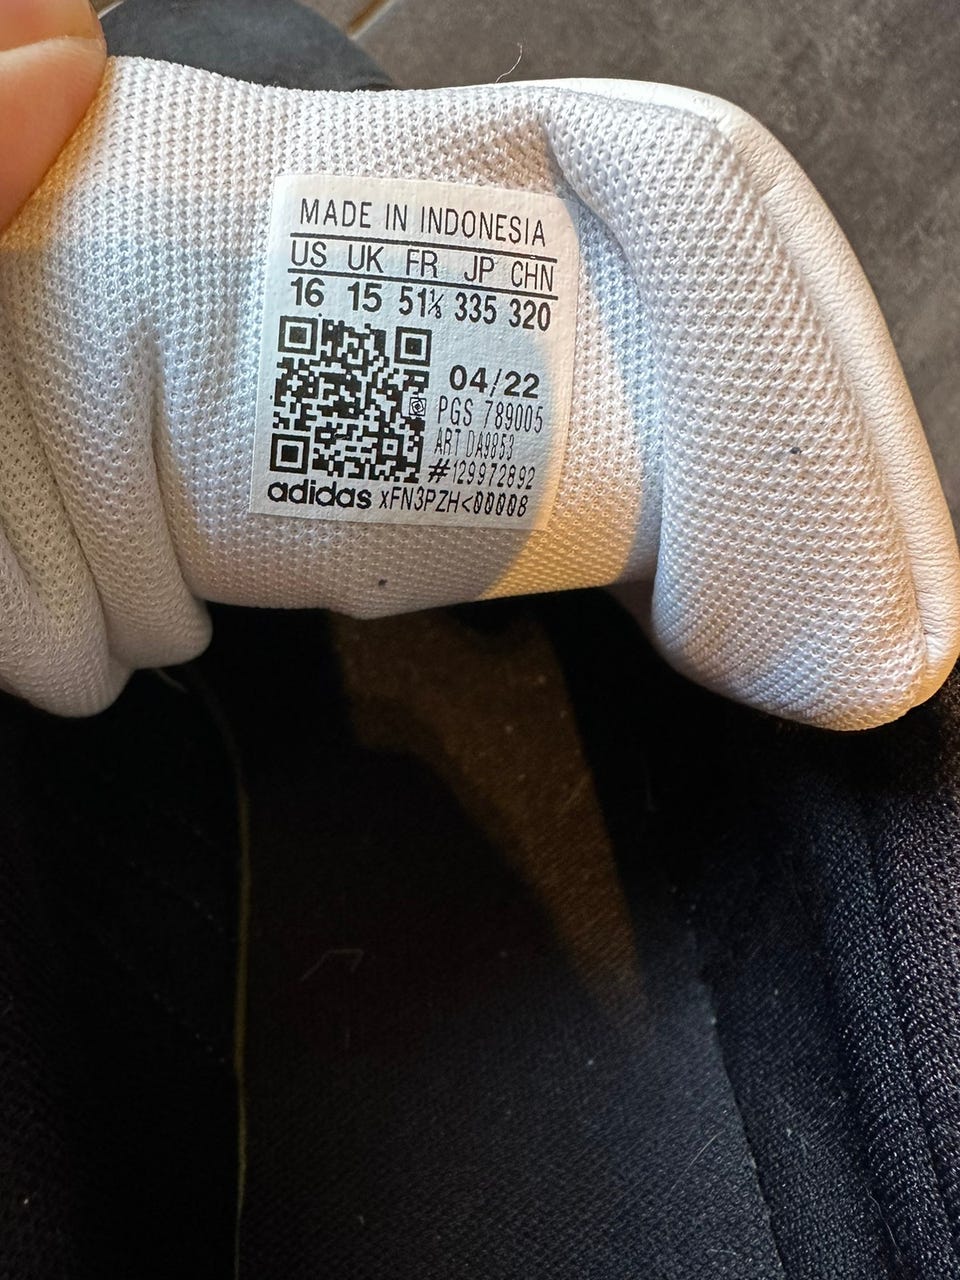 MADE IN INDONESIA
US UK FR JP CHN
16 15 51⅓ 335 320
04/22
PGS 789005
ART DA9853
#129972892
adidas xFN3PZH<00008